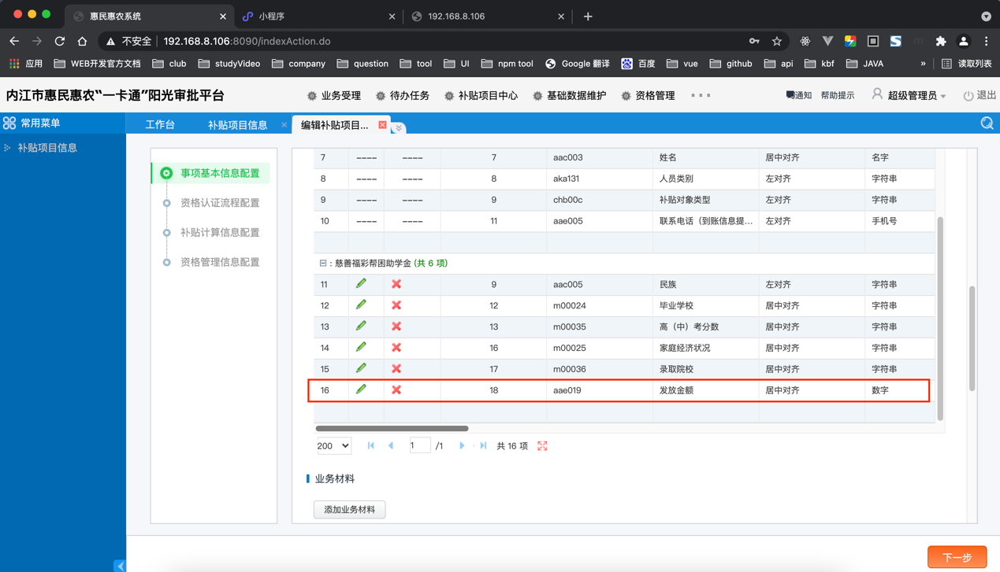 惠民惠农系统
小程序
192.168.8.106
不安全 | 192.168.8.106:8090/indexAction.do
应用 WEB开发官方文档 club studyVideo company question tool UI npm tool Google 翻译 百度 vue github api kbf JAVA » 读取列表
内江市惠民惠农“一卡通”阳光审批平台 业务受理 待办任务 补贴项目中心 基础数据维护 资格管理 通知 帮助提示 超级管理员 退出
常用菜单 工作台 补贴项目信息 编辑补贴项目...
补贴项目信息
事项基本信息配置
资格认证流程配置
补贴计算信息配置
资格管理信息配置
7 ---- ---- 7 aac003 姓名 居中对齐 名字
8 ---- ---- 8 aka131 人员类别 左对齐 字符串
9 ---- ---- 9 chb00c 补贴对象类型 左对齐 字符串
10 ---- ---- 11 aae005 联系电话（到账信息提... 左对齐 手机号
: 慈善福彩帮困助学金 (共 6 项)
11 9 aac005 民族 左对齐 字符串
12 12 m00024 毕业学校 居中对齐 字符串
13 13 m00035 高（中）考分数 居中对齐 字符串
14 16 m00025 家庭经济状况 居中对齐 字符串
15 17 m00036 录取院校 居中对齐 字符串
16 18 aae019 发放金额 居中对齐 数字
200 1 /1 共 16 项
业务材料
添加业务材料
下一步